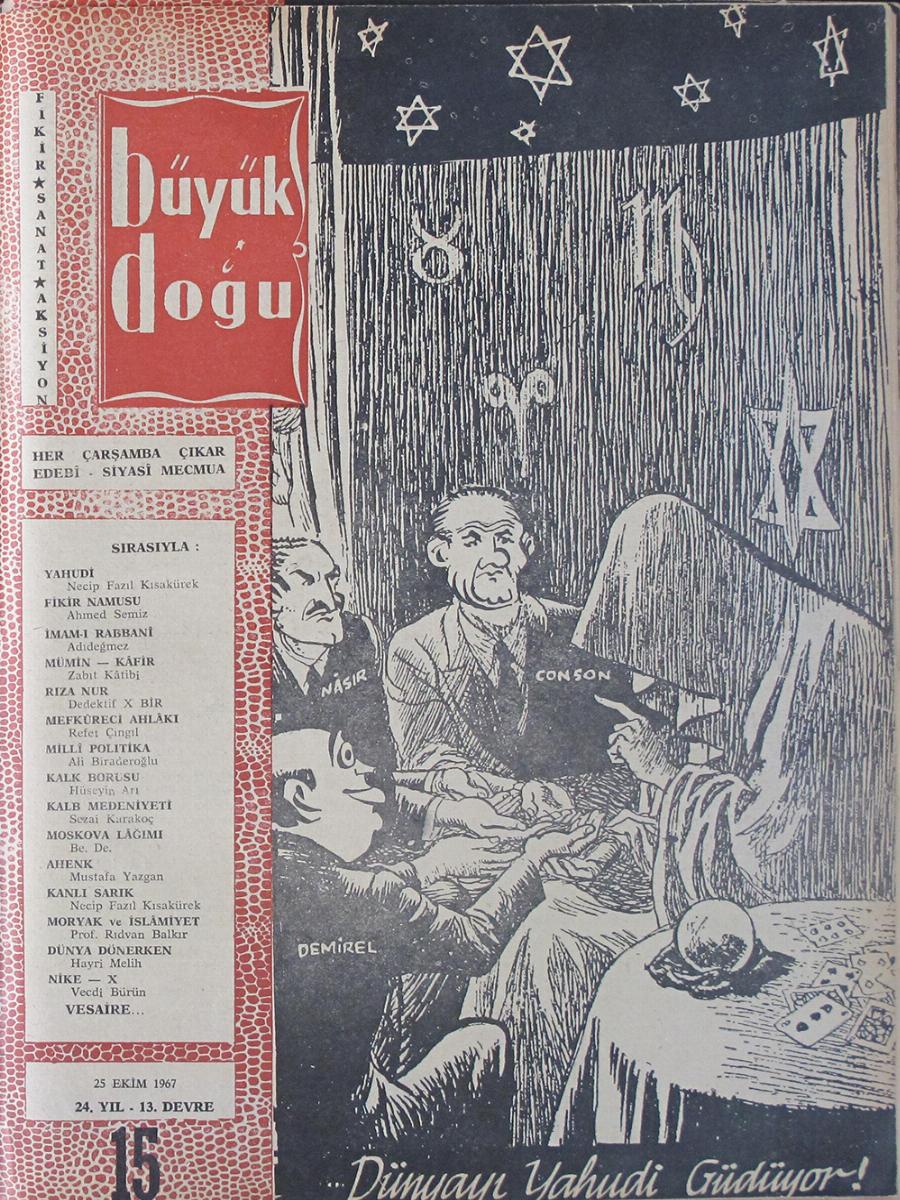 FİKİR★SANAT★AKSİYON
büyük
doğu
HER ÇARŞAMBA ÇIKAR
EDEBÎ - SİYASÎ MECMUA
SIRASIYLA :
YAHUDİ
Necip Fazıl Kısakürek
FİKİR NAMUSU
Ahmed Semiz
İMAM-I RABBANÎ
Adıdeğmez
MÜMİN — KÂFİR
Zabıt Kâtibi
RIZA NUR
Dedektif X BİR
MEFKÛRECİ AHLÂKI
Refet Çıngıl
MİLLÎ POLİTİKA
Ali Biraderoğlu
KALK BORUSU
Hüseyin Arı
KALB MEDENİYETİ
Sezai Karakoç
MOSKOVA LÂĞIMI
Be. De.
AHENK
Mustafa Yazgan
KANLI SARIK
Necip Fazıl Kısakürek
MORYAK ve İSLÂMİYET
Prof. Rıdvan Balkır
DÜNYA DÖNERKEN
Hayri Melih
NİKE — X
Vecdi Bürün
VESAİRE...
25 EKİM 1967
24. YIL - 13. DEVRE
15
NÂSIR
CONSON
DEMİREL
...Dünyayı Yahudi Güdüyor!